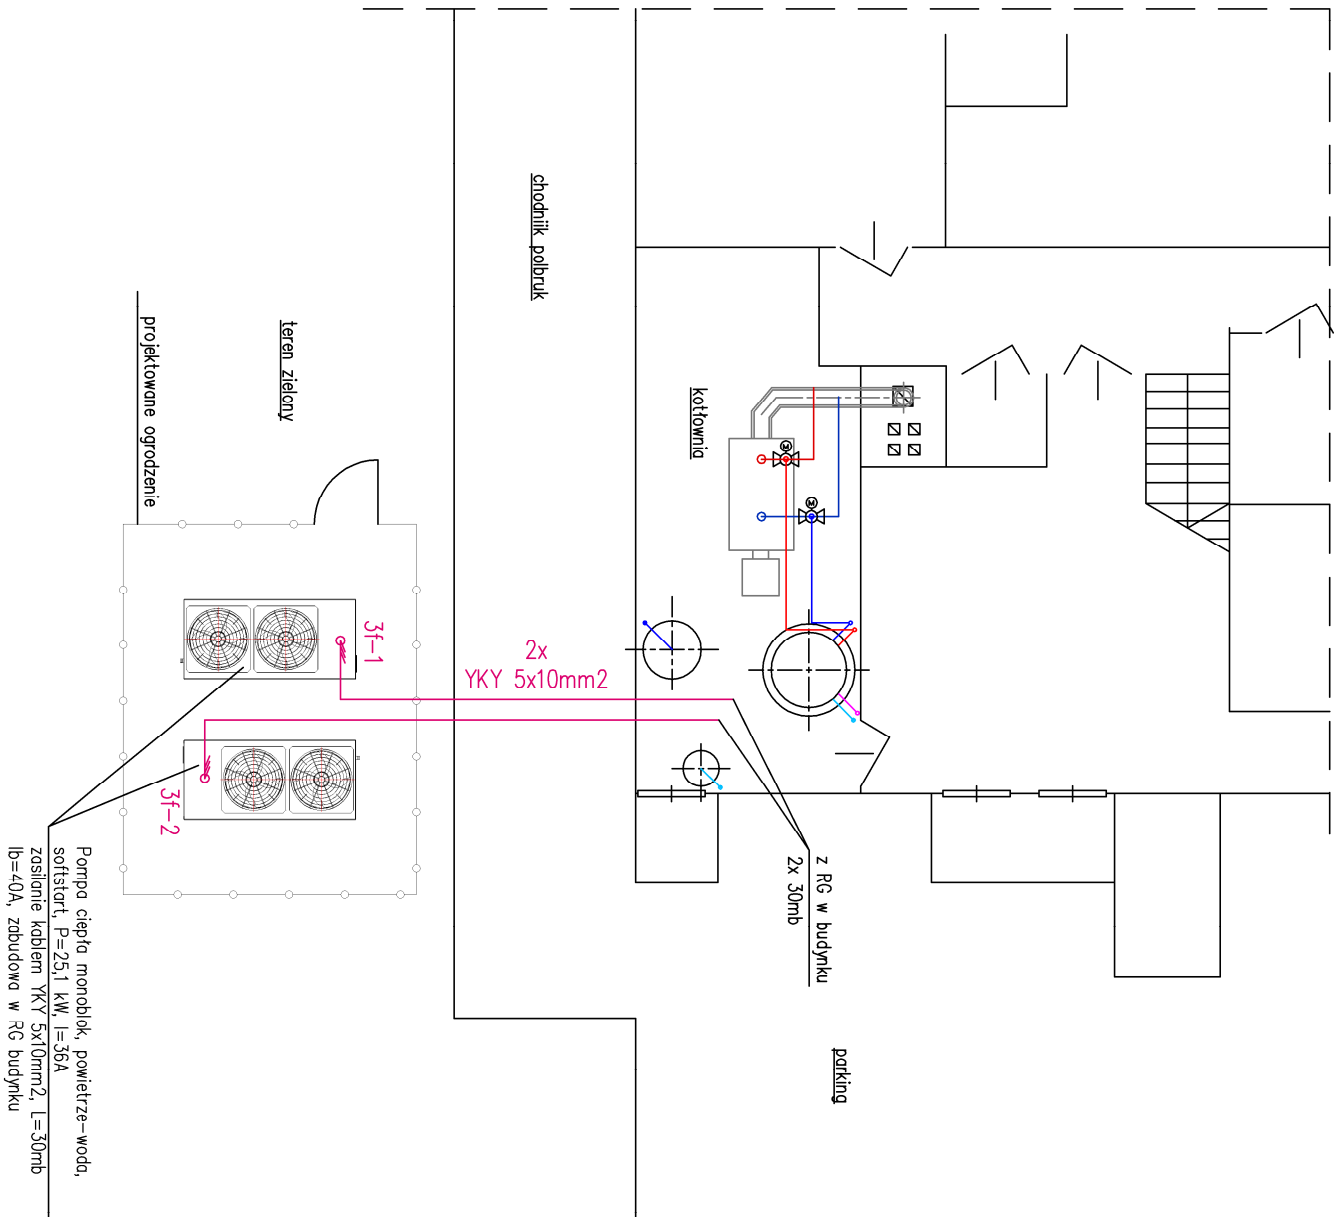 chodnik polbruk
teren zielony
projektowane ogrodzenie
kotłownia
M
M
3f-1
2x
YKY 5x10mm2
3f-2
z RG w budynku
2x 30mb
Pompa ciepła monoblok, powietrze-woda,
softstart, P=25,1 kW, I=36A
zasilanie kablem YKY 5x10mm2, L=30mb
Ib=40A, zabudowa w RG budynku
parking